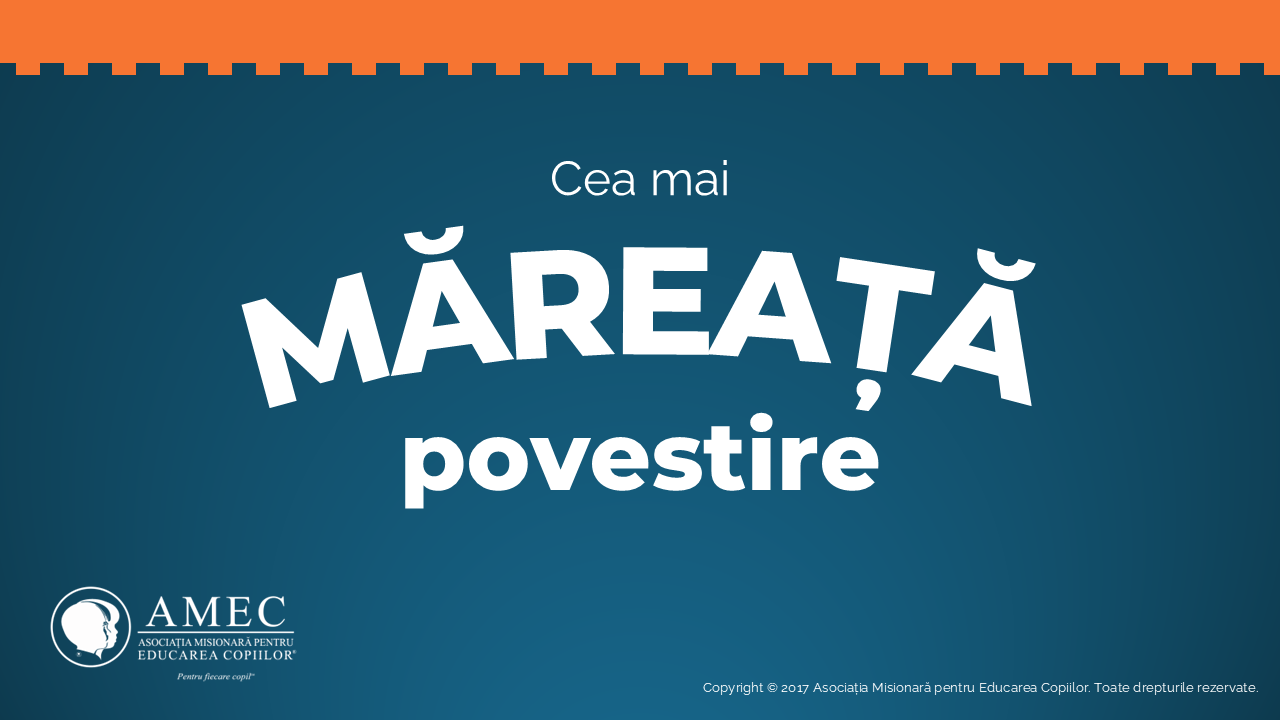 Cea mai
MĂREAȚĂ
povestire
AMEC
ASOCIAȚIA MISIONARĂ PENTRU
EDUCAREA COPIILOR®
Pentru fiecare copil™
Copyright © 2017 Asociația Misionară pentru Educarea Copiilor. Toate drepturile rezervate.